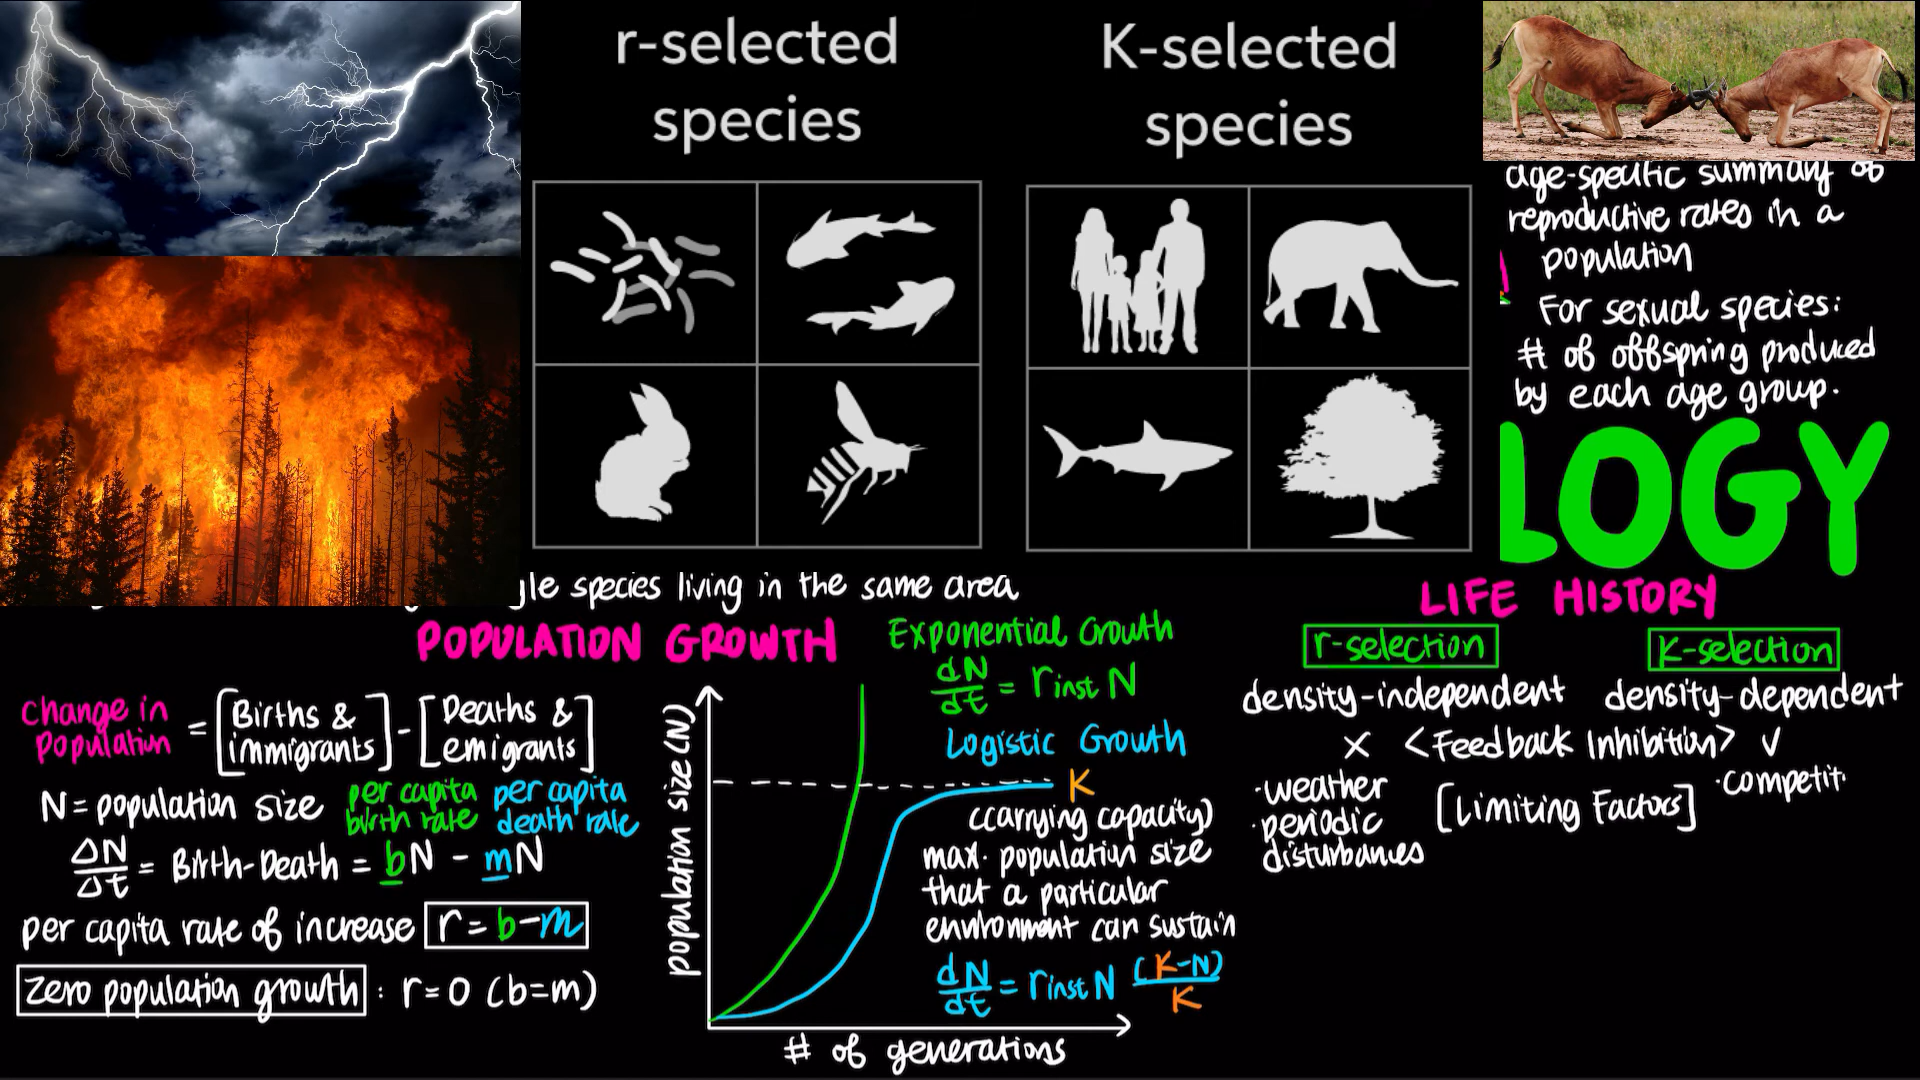 r-selected
species
K-selected
species
age-specific summary of
reproductive rates in a
population
For sexual species:
# of offspring produced
by each age group.
LOGY
species living in the same area
POPULATION GROWTH
Change in
population
=
[Births &
immigrants]
-
[Deaths &
emigrants]
N = population size
per capita
birth rate
per capita
death rate
ΔN
Δt
= Birth-Death = bN - mN
per capita rate of increase r = b-m
zero population growth : r=0 (b=m)
population size (N)
# of generations
Exponential Growth
dN
dt
= rinst N
Logistic Growth
K
(carrying capacity)
max. population size
that a particular
environment can sustain
dN
dt
= rinst N
(K-N)
K
LIFE HISTORY
r-selection
K-selection
density-independent
density-dependent
× <Feedback Inhibition> √
·weather
·periodic
disturbances
[Limiting Factors]
·competiti